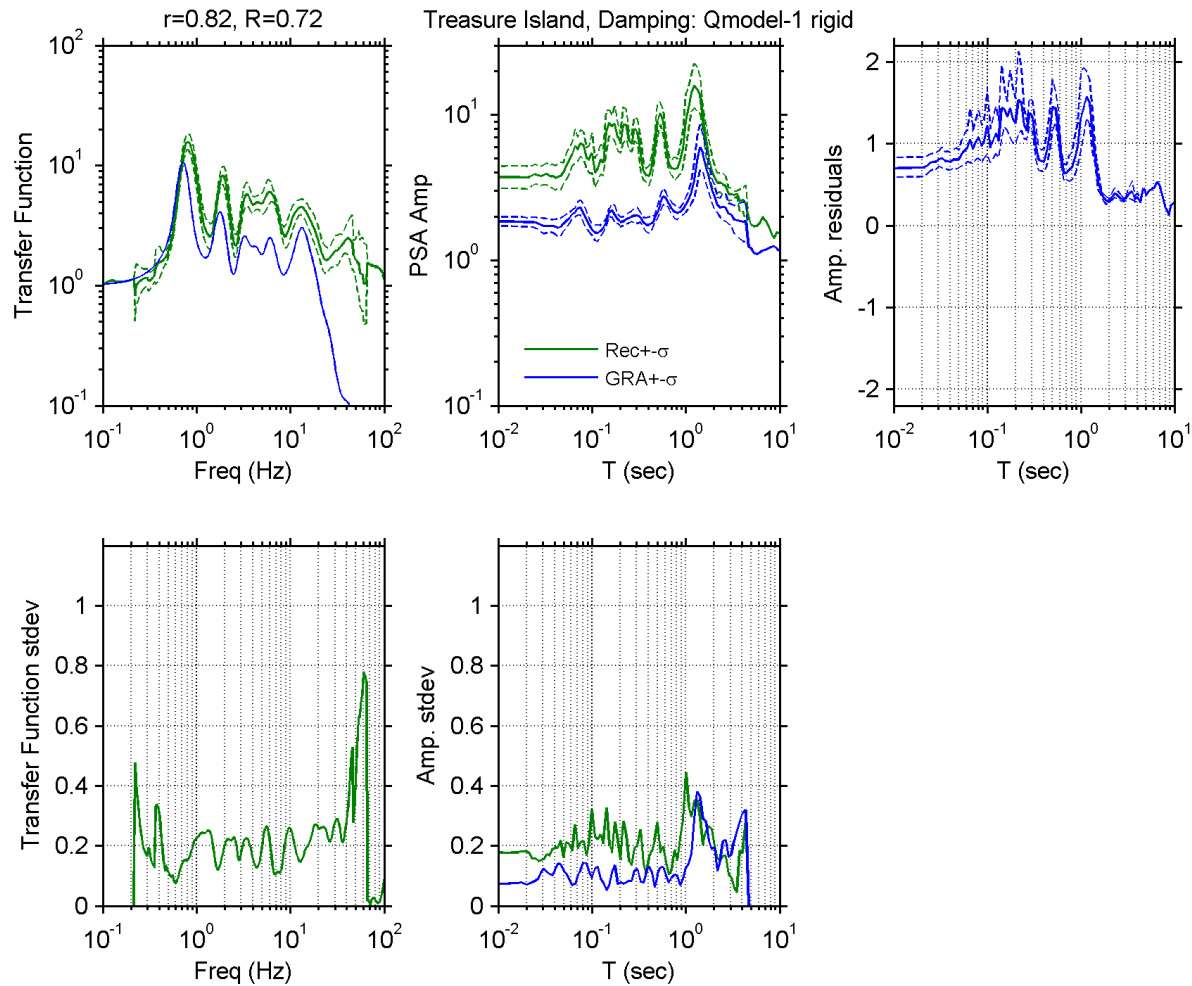 r=0.82, R=0.72
Treasure Island, Damping: Qmodel-1 rigid
Transfer Function
10^2
10^1
10^0
10^-1
10^-1 10^0 10^1 10^2
Freq (Hz)
PSA Amp
10^1
10^0
10^-1
Rec+-σ
GRA+-σ
10^-2 10^-1 10^0 10^1
T (sec)
Amp. residuals
2
1
0
-1
-2
10^-2 10^-1 10^0 10^1
T (sec)
Transfer Function stdev
1
0.8
0.6
0.4
0.2
0
10^-1 10^0 10^1 10^2
Freq (Hz)
Amp. stdev
1
0.8
0.6
0.4
0.2
0
10^-2 10^-1 10^0 10^1
T (sec)